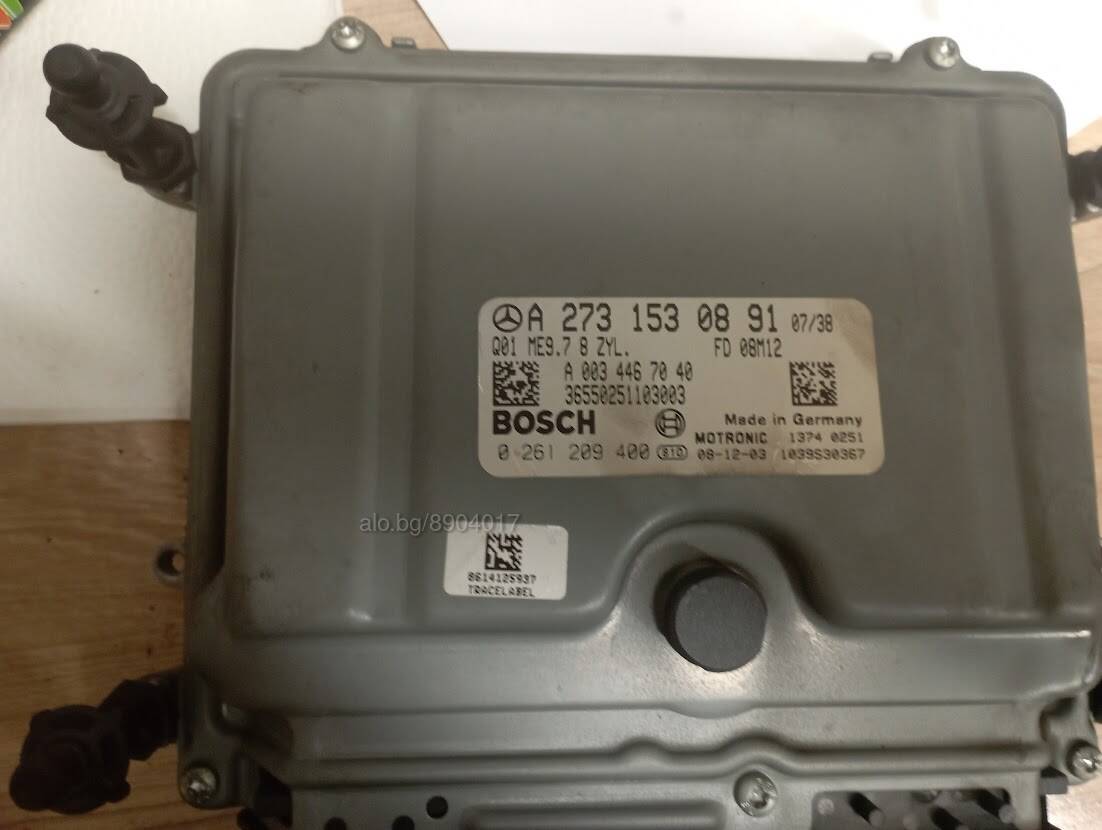 A 273 153 08 91 07/38
Q01 ME9.7 8 ZYL. FD 08M12
A 003 446 70 40
36550251103003
BOSCH Made in Germany
MOTRONIC 1374 0251
0 261 209 400 810 08-12-03 1039S30367
alo.bg/8904017
8614125937
TRACELABEL